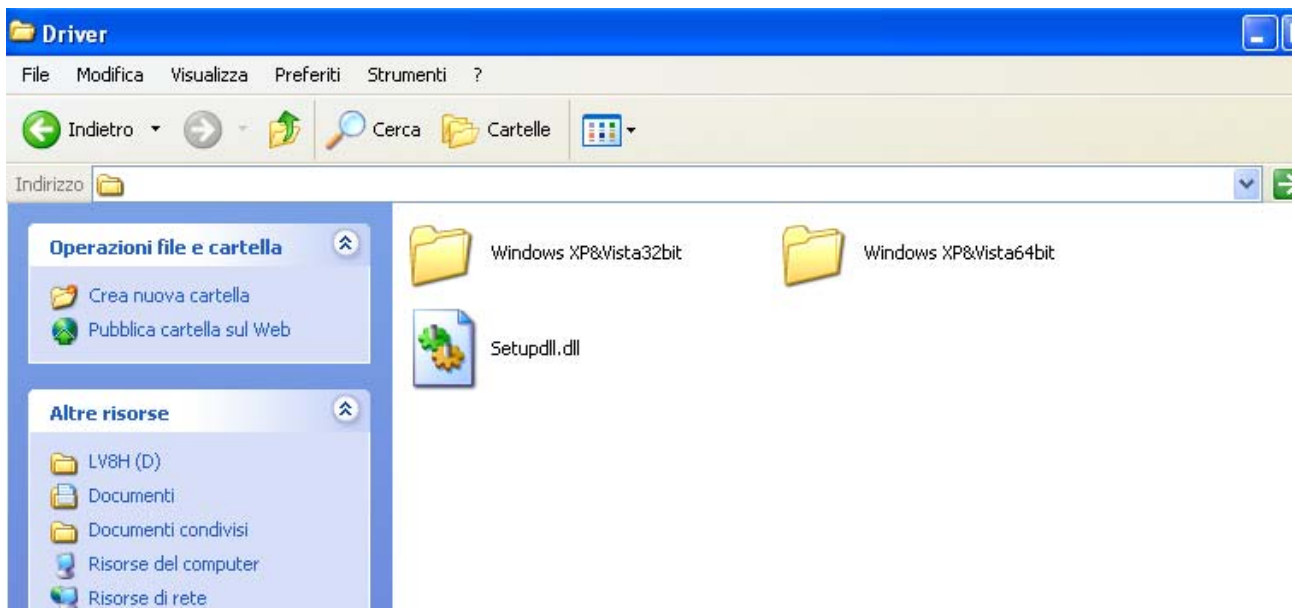 Driver
File Modifica Visualizza Preferiti Strumenti ?
Indietro Cerca Cartelle
Indirizzo
Operazioni file e cartella
Crea nuova cartella
Pubblica cartella sul Web
Altre risorse
LV8H (D)
Documenti
Documenti condivisi
Risorse del computer
Risorse di rete
Windows XP&Vista32bit Windows XP&Vista64bit
Setupdll.dll